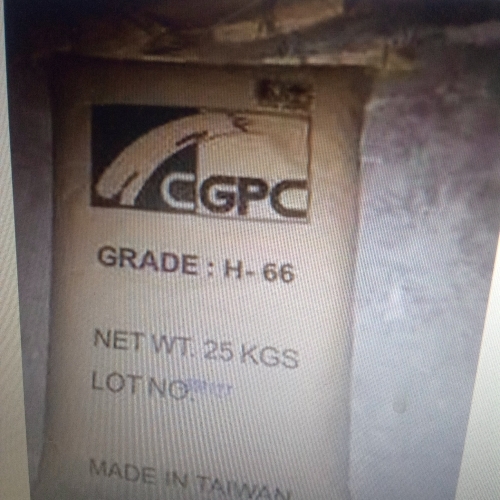 CGPC
GRADE : H-66
NET WT. 25 KGS
LOT NO.
MADE IN TAIWAN